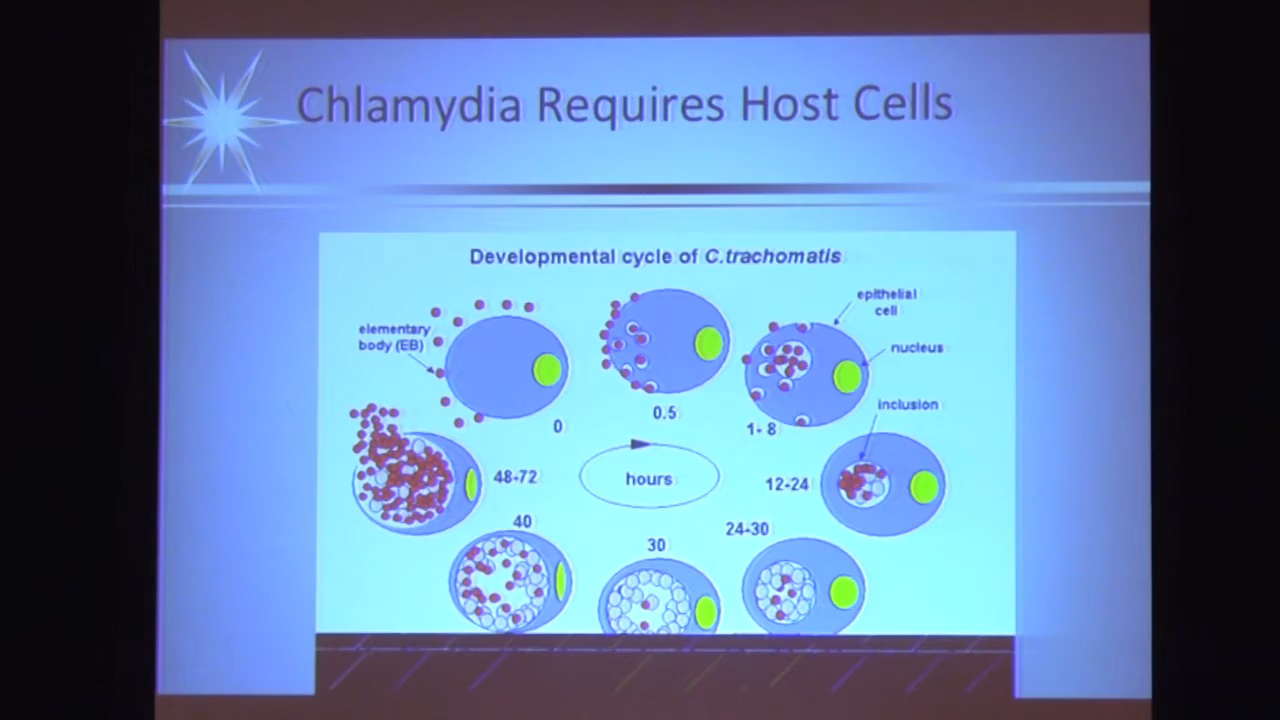 Chlamydia Requires Host Cells
Developmental cycle of C.trachomatis
elementary
body (EB)
epithelial
cell
nucleus
inclusion
0
0.5
1- 8
12-24
24-30
30
40
48-72
hours